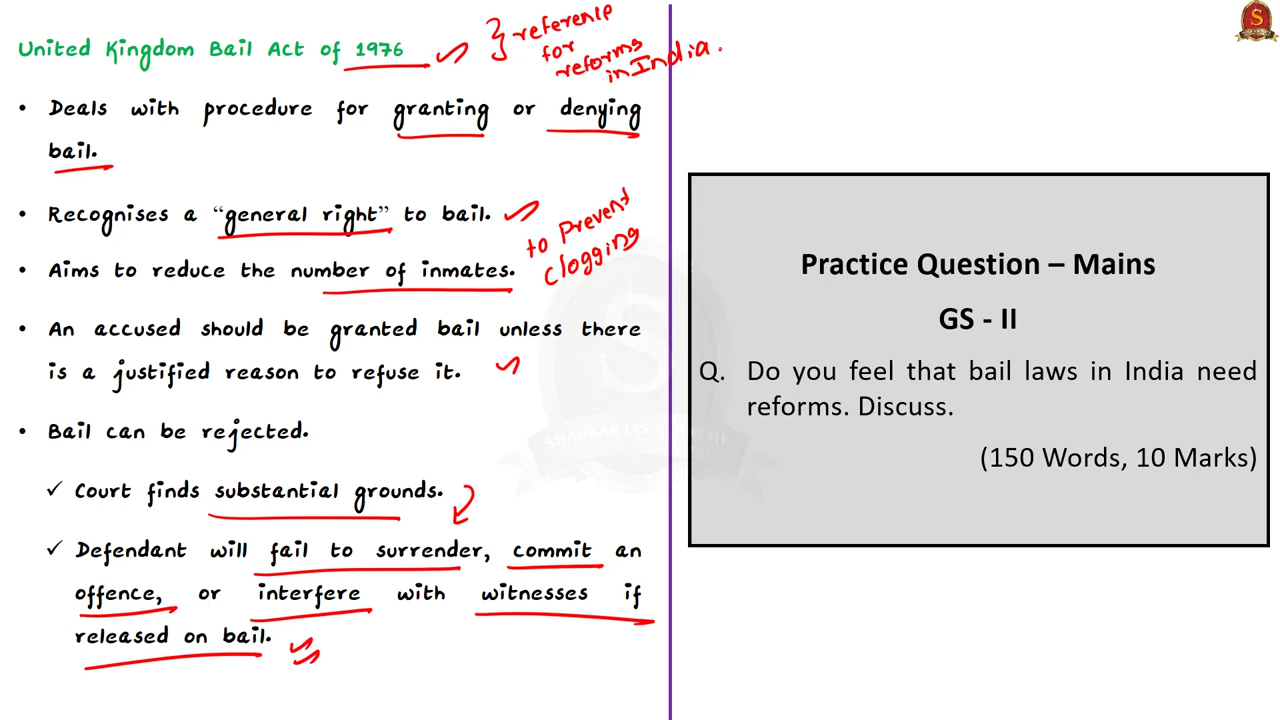 United Kingdom Bail Act of 1976
} reference
for
reforms
in India.
• Deals with procedure for granting or denying
bail.
• Recognises a “general right” to bail.
to prevent
clogging
• Aims to reduce the number of inmates.
• An accused should be granted bail unless there
is a justified reason to refuse it.
• Bail can be rejected.
✓ Court finds substantial grounds.
✓ Defendant will fail to surrender, commit an
offence, or interfere with witnesses if
released on bail.
S
SHANKAR IAS ACADEMY
Practice Question – Mains
GS - II
Q. Do you feel that bail laws in India need
reforms. Discuss.
(150 Words, 10 Marks)